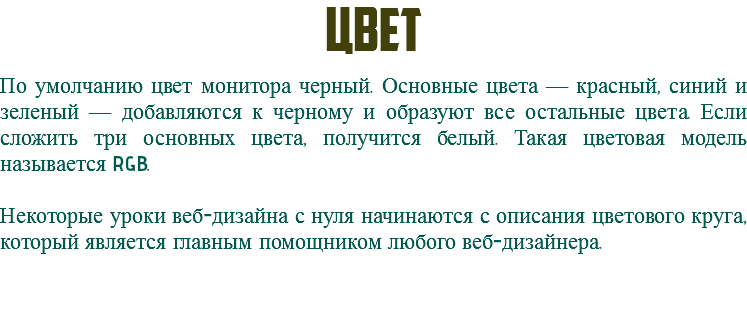 ЦВЕТ
По умолчанию цвет монитора черный. Основные цвета — красный, синий и
зеленый — добавляются к черному и образуют все остальные цвета. Если
сложить три основных цвета, получится белый. Такая цветовая модель
называется RGB.
Некоторые уроки веб-дизайна с нуля начинаются с описания цветового круга,
который является главным помощником любого веб-дизайнера.